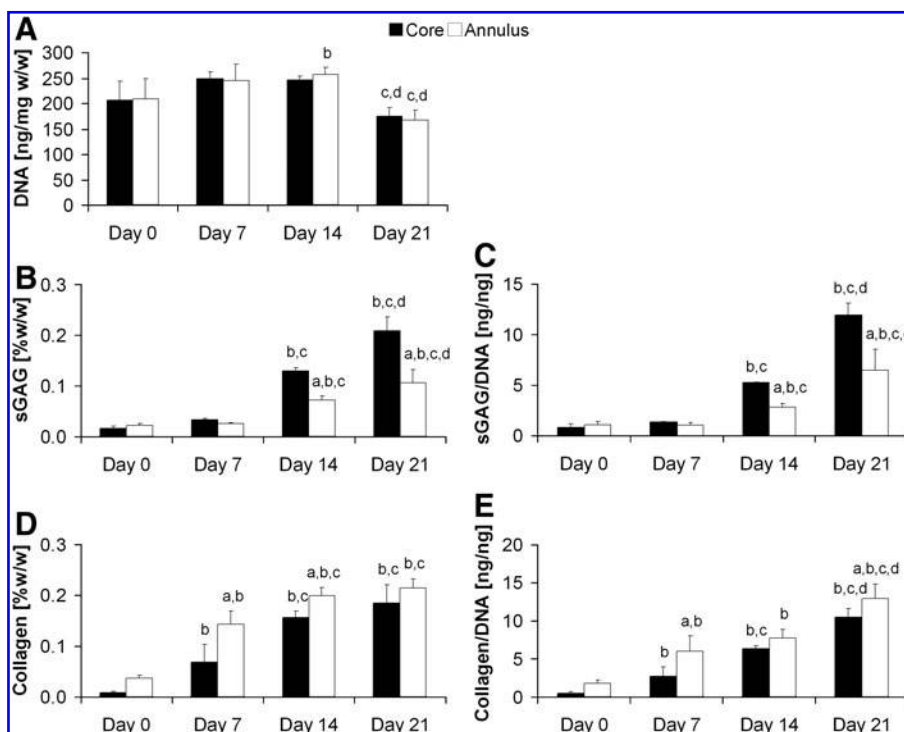 A
Core Annulus
DNA [ng/mg w/w]
300
250
200
150
100
50
0
b
c,d c,d
Day 0 Day 7 Day 14 Day 21
B
sGAG [%w/w]
0.3
0.2
0.1
0.0
b,c
a,b,c
b,c,d
a,b,c,d
Day 0 Day 7 Day 14 Day 21
C
sGAG/DNA [ng/ng]
15
10
5
0
b,c
a,b,c
b,c,d
Day 0 Day 7 Day 14 Day 21
D
Collagen [%w/w]
0.3
0.2
0.1
0.0
b
a,b
b,c
a,b,c
b,c b,c
Day 0 Day 7 Day 14 Day 21
E
Collagen/DNA [ng/ng]
20
15
10
5
0
b
a,b
b,c
b
b,c,d
a,b,c,d
Day 0 Day 7 Day 14 Day 21